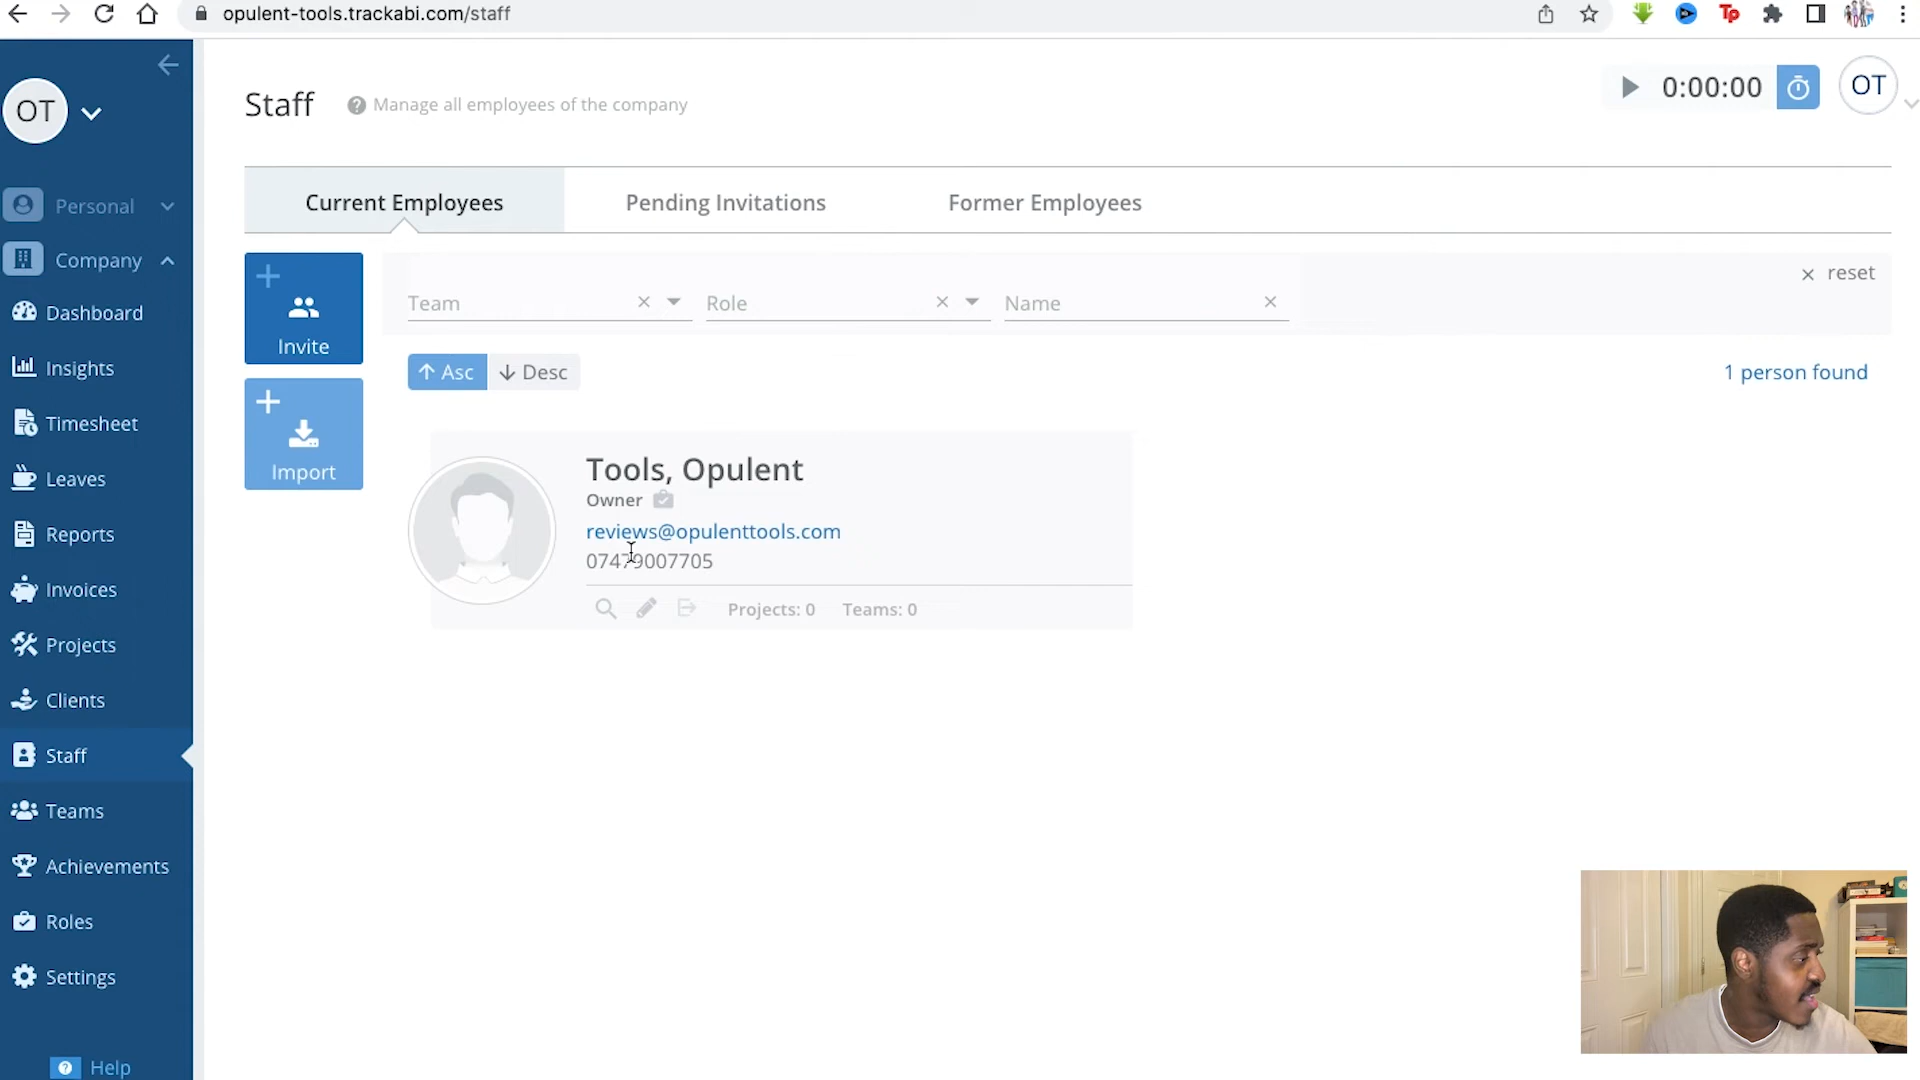 opulent-tools.trackabi.com/staff
OT
Personal
Company
Dashboard
Insights
Timesheet
Leaves
Reports
Invoices
Projects
Clients
Staff
Teams
Achievements
Roles
Settings
? Help
Staff
? Manage all employees of the company
0:00:00
OT
Current Employees
Pending Invitations
Former Employees
Invite
Import
Team
Role
Name
reset
Asc
Desc
1 person found
Tools, Opulent
Owner
reviews@opulenttools.com
07479007705
Projects: 0
Teams: 0
Tp